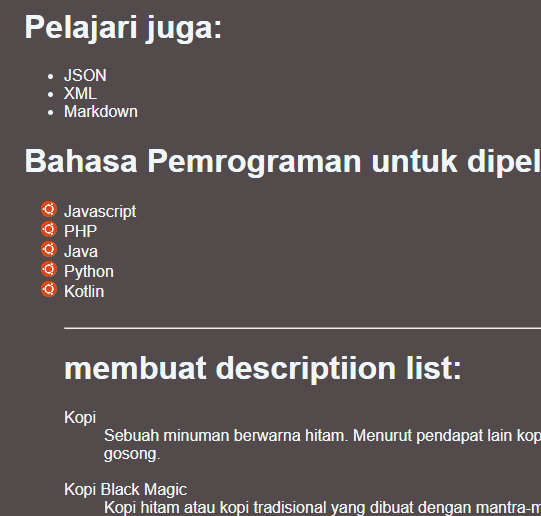 Pelajari juga:
JSON
XML
Markdown
Bahasa Pemrograman untuk dipel
Javascript
PHP
Java
Python
Kotlin
membuat descriptiion list:
Kopi
Sebuah minuman berwarna hitam. Menurut pendapat lain kop
gosong.
Kopi Black Magic
Kopi hitam atau kopi tradisional yang dibuat dengan mantra-m